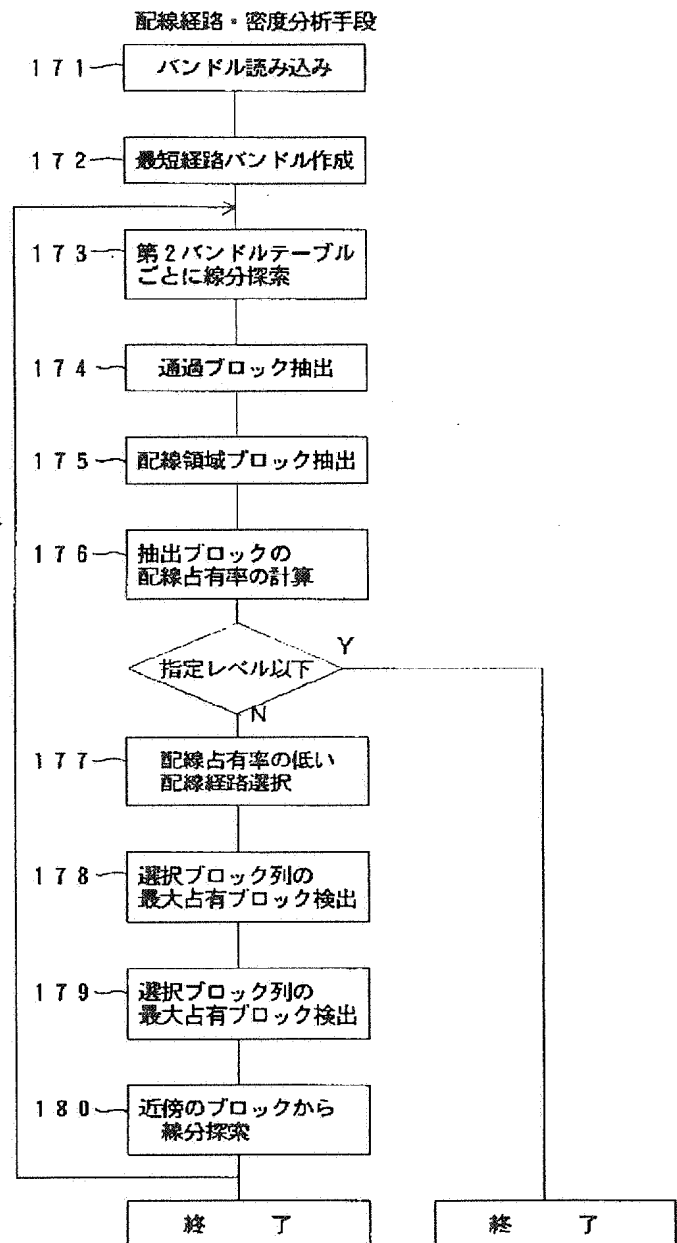 配線経路・密度分析手段
171 バンドル読み込み
172 最短経路バンドル作成
173 第2バンドルテーブル
ごとに線分探索
174 通過ブロック抽出
175 配線領域ブロック抽出
176 抽出ブロックの
配線占有率の計算
指定レベル以下
Y
N
177 配線占有率の低い
配線経路選択
178 選択ブロック列の
最大占有ブロック検出
179 選択ブロック列の
最大占有ブロック検出
180 近傍のブロックから
線分探索
終 了
終 了